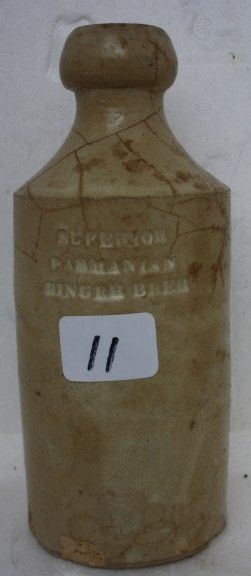 SUPERIOR
TASMANIAN
GINGER BEER
11